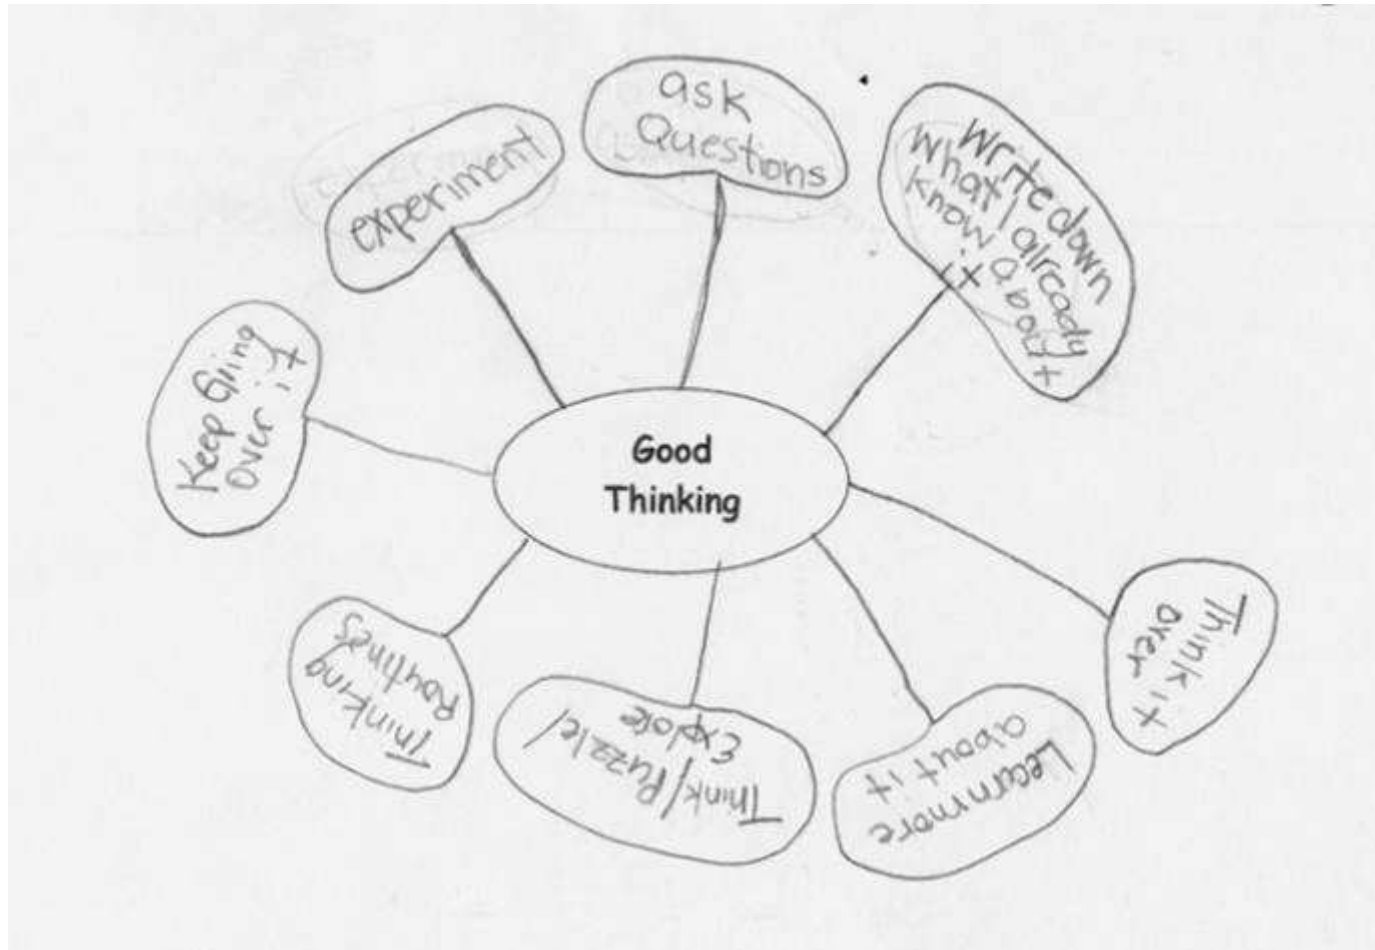 Good
Thinking
ask
Questions
Write down
what I already
know about
it
Think it
over
Learn more
about it
Think/Puzzle/
Explore
Thinking
Routines
Keep Going
Over it
experiment